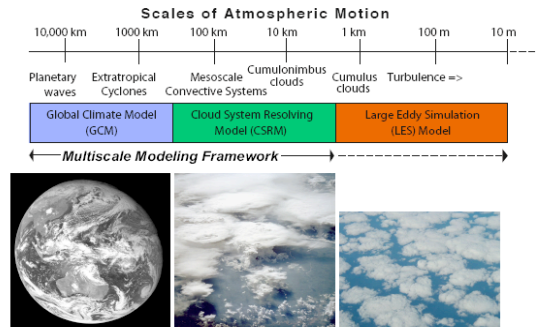 Scales of Atmospheric Motion
10,000 km 1000 km 100 km 10 km 1 km 100 m 10 m
Planetary waves
Extratropical Cyclones
Mesoscale Convective Systems
Cumulonimbus clouds
Cumulus clouds
Turbulence =>
Global Climate Model
(GCM)
Cloud System Resolving
Model (CSRM)
Large Eddy Simulation
(LES) Model
Multiscale Modeling Framework